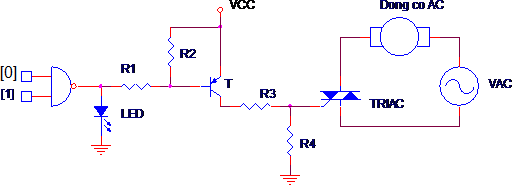 Dong co AC
VCC
R2
[0]
[1]
R1
T
LED
R3
TRIAC
VAC
R4